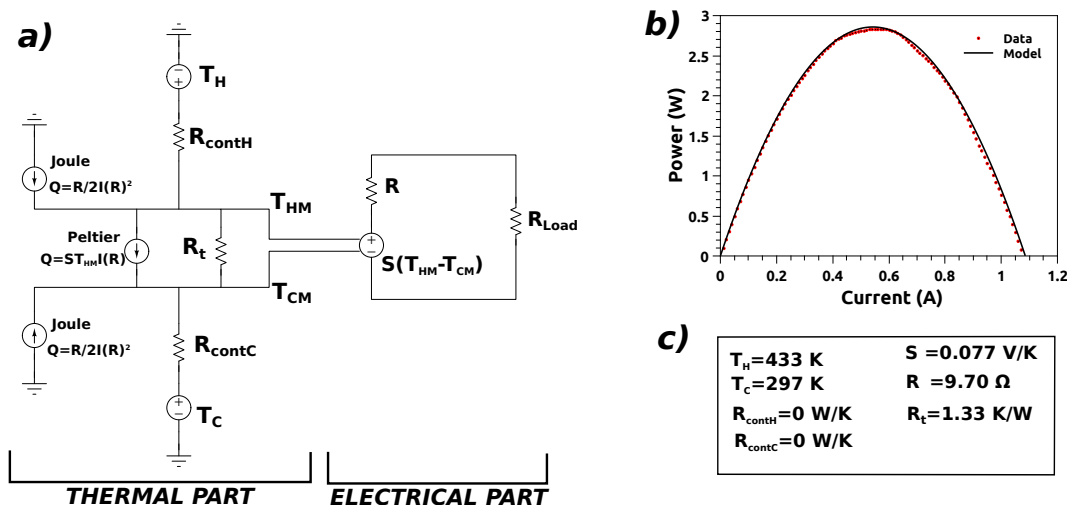 a)
T_H
R_contH
Joule
Q=R/2I(R)²
T_HM
Peltier
Q=ST_HMI(R)
R_t
T_CM
Joule
Q=R/2I(R)²
R_contC
T_C
R
S(T_HM-T_CM)
R_Load
THERMAL PART
ELECTRICAL PART
b)
Power (W)
3
2.5
2
1.5
1
0.5
0
0
0.2
0.4
0.6
0.8
1
1.2
Current (A)
Data
Model
c)
T_H=433 K
T_C=297 K
R_contH=0 W/K
R_contC=0 W/K
S =0.077 V/K
R =9.70 Ω
R_t=1.33 K/W